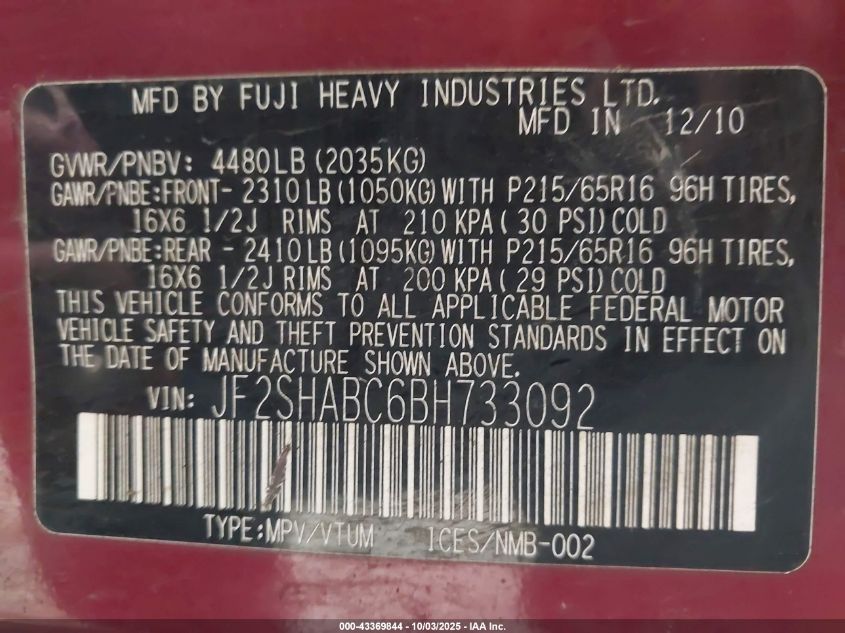 MFD BY FUJI HEAVY INDUSTRIES LTD.
MFD IN 12/10
GVWR/PNBV: 4480LB (2035KG)
GAWR/PNBE:FRONT- 2310LB(1050KG)WITH P215/65R16 96H TIRES,
16X6 1/2J RIMS AT 210 KPA(30 PSI)COLD
GAWR/PNBE:REAR - 2410LB(1095KG)WITH P215/65R16 96H TIRES,
16X6 1/2J RIMS AT 200 KPA(29 PSI)COLD
THIS VEHICLE CONFORMS TO ALL APPLICABLE FEDERAL MOTOR
VEHICLE SAFETY AND THEFT PREVENTION STANDARDS IN EFFECT ON
THE DATE OF MANUFACTURE SHOWN ABOVE.
VIN: JF2SHABC6BH733092
TYPE:MPV/VTUM ICES/NMB-002
000-43369844 | 10/03/2025 - IAA Inc.